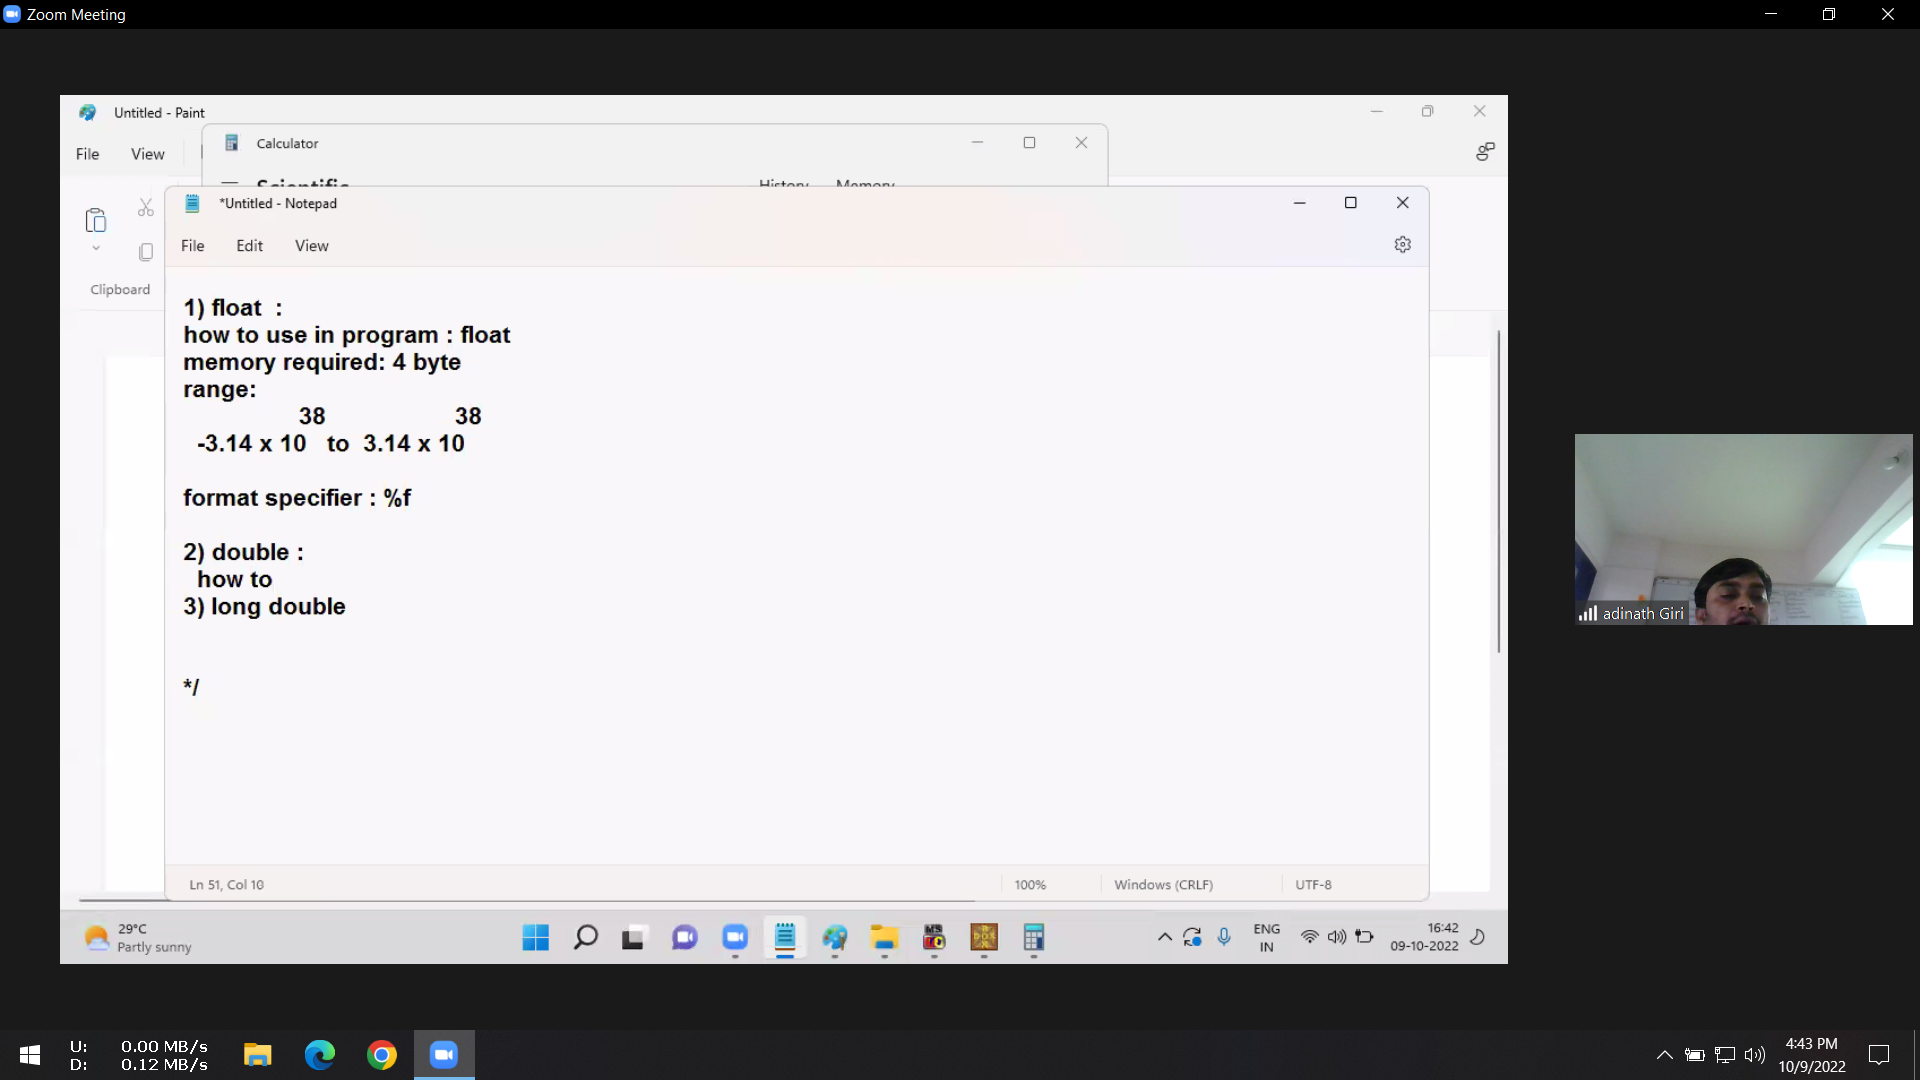 Zoom Meeting
Untitled - Paint
File View
Calculator
Scientific History Memory
Clipboard
*Untitled - Notepad
File Edit View
1) float :
how to use in program : float
memory required: 4 byte
range:
38 38
-3.14 x 10 to 3.14 x 10
format specifier : %f
2) double :
how to
3) long double
*/
Ln 51, Col 10 100% Windows (CRLF) UTF-8
adinath Giri
29°C
Partly sunny
ENG
IN
16:42
09-10-2022
U: 0.00 MB/s
D: 0.12 MB/s
4:43 PM
10/9/2022